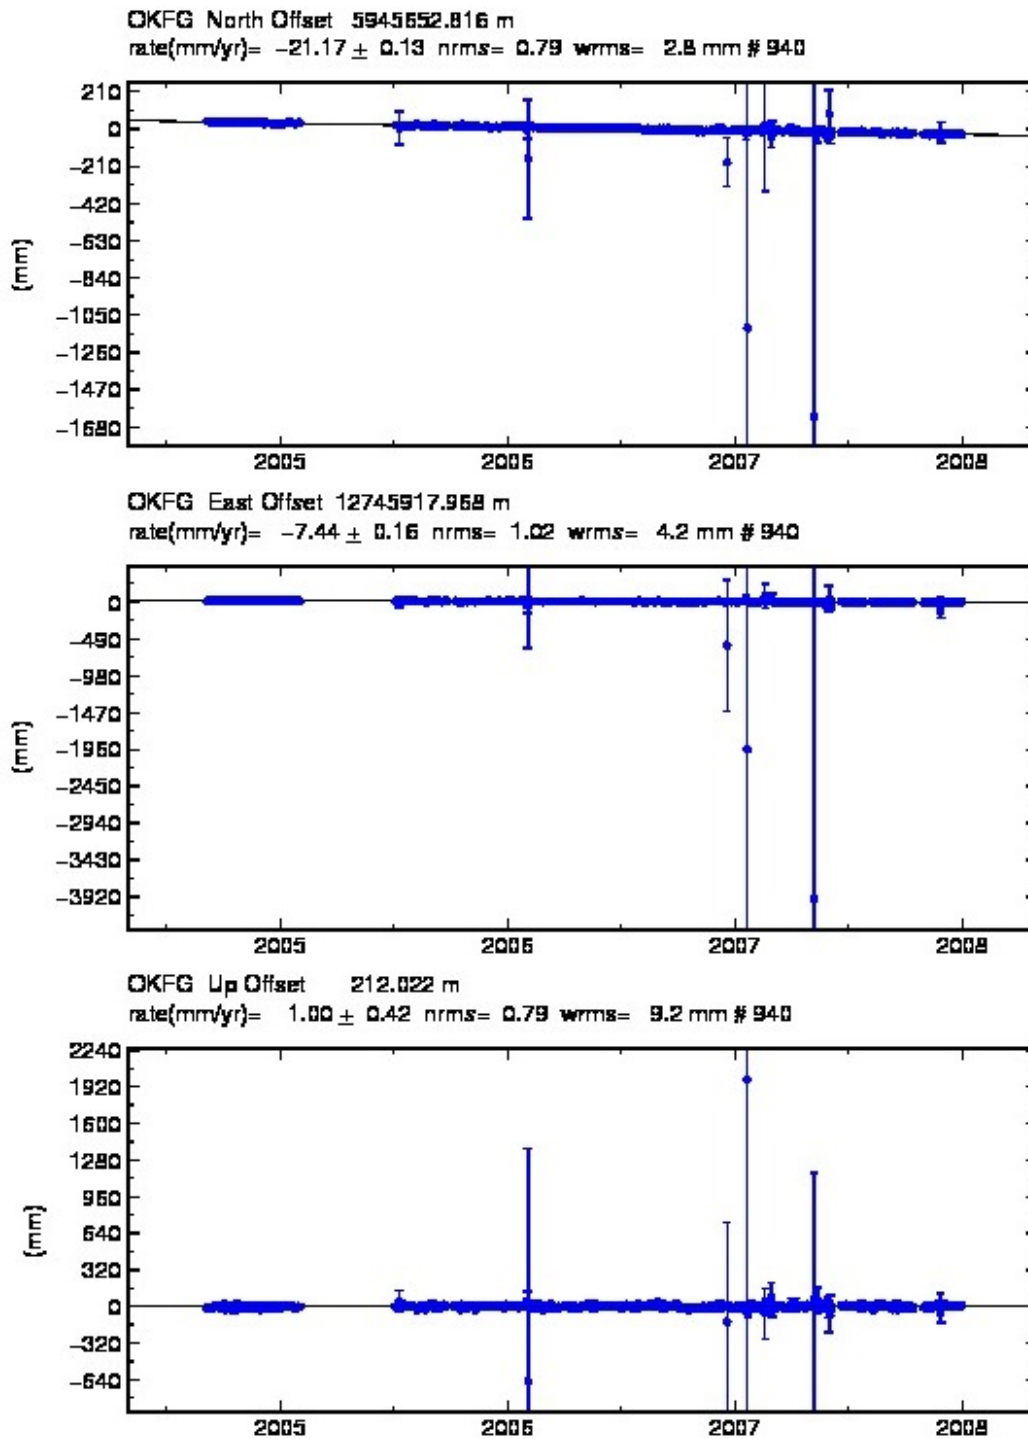 OKFG North Offset 5945652.816 m
rate(mm/yr)= -21.17 ± 0.13 nrms= 0.79 wrms= 2.8 mm # 940
210
0
-210
-420
-630
-840
-1050
-1260
-1470
-1680
(mm)
2005 2006 2007 2008
OKFG East Offset 12745917.968 m
rate(mm/yr)= -7.44 ± 0.16 nrms= 1.02 wrms= 4.2 mm # 940
0
-490
-980
-1470
-1960
-2450
-2940
-3430
-3920
(mm)
2005 2006 2007 2008
OKFG Up Offset 212.022 m
rate(mm/yr)= 1.00 ± 0.42 nrms= 0.79 wrms= 9.2 mm # 940
2240
1920
1600
1280
960
640
320
0
-320
-640
(mm)
2005 2006 2007 2008